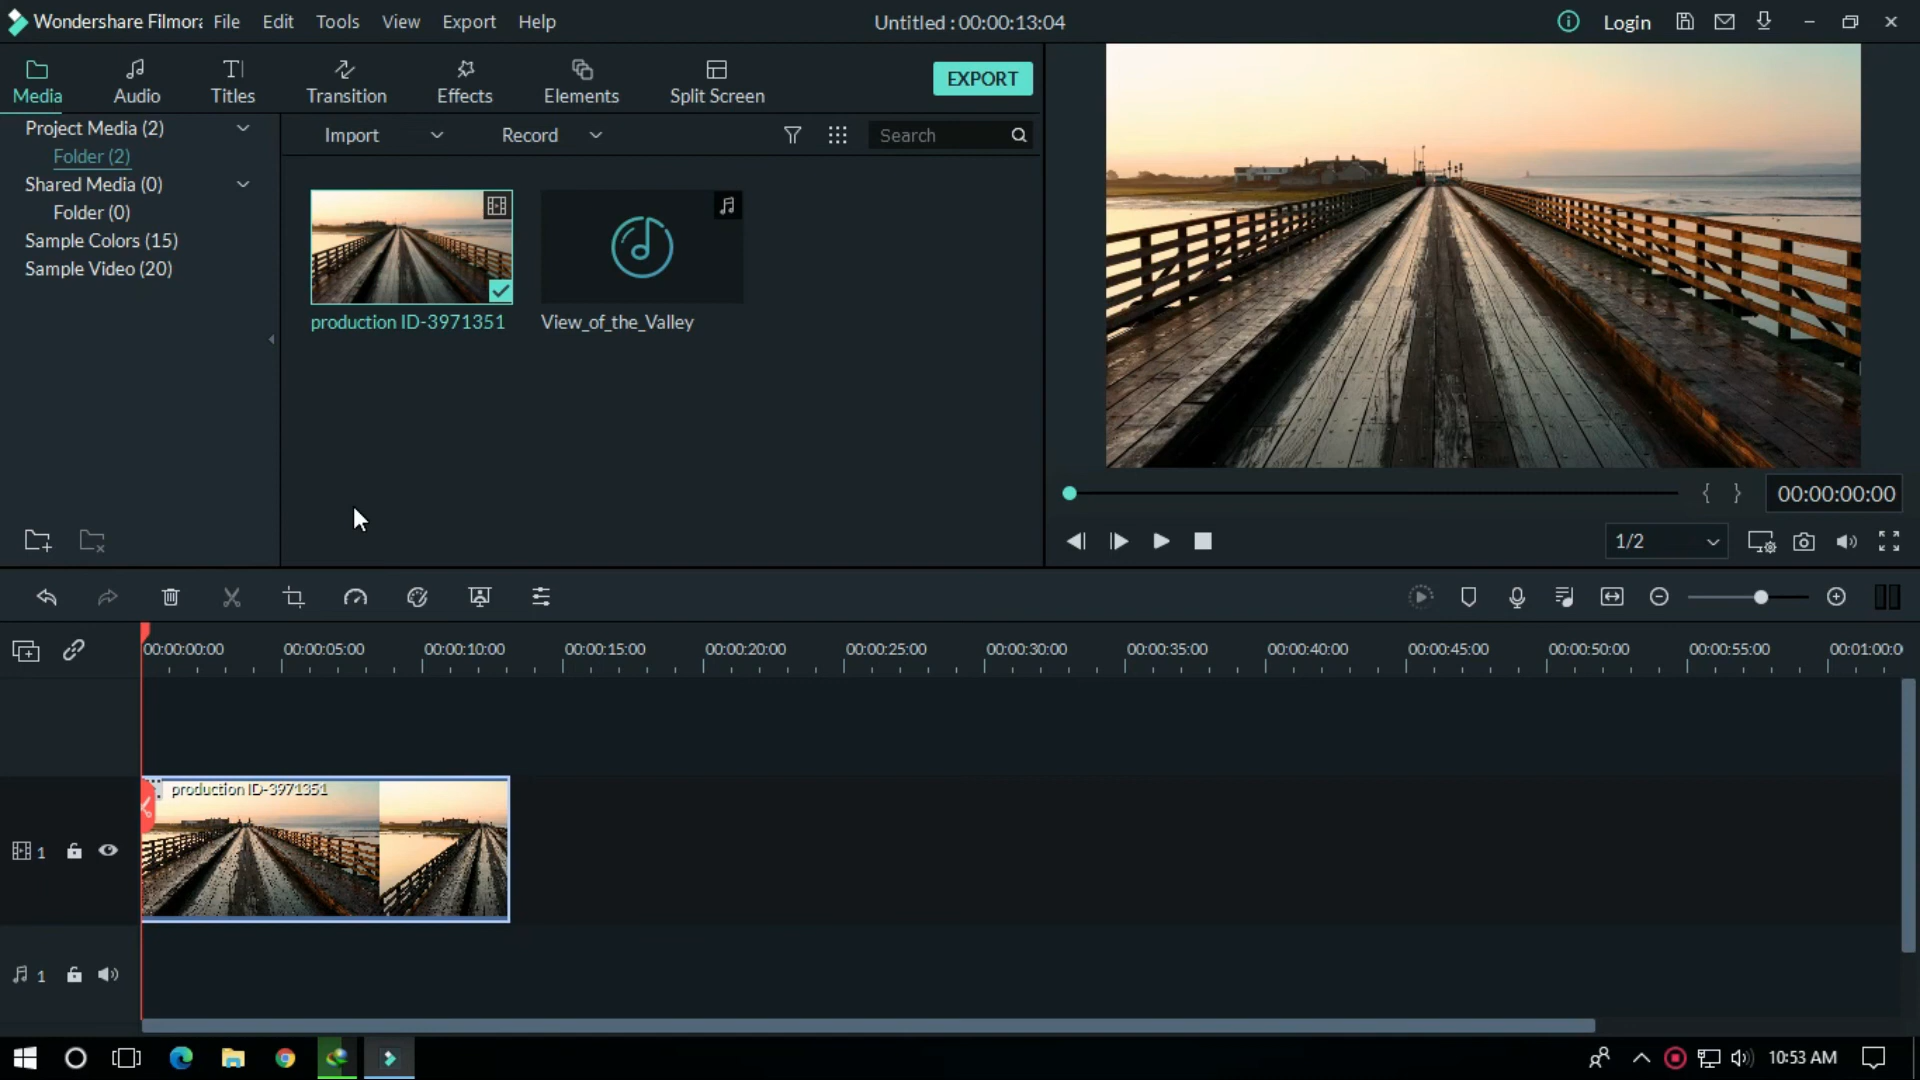 Wondershare Filmora File Edit Tools View Export Help Untitled : 00:00:13:04 Login
Media Audio Titles Transition Effects Elements Split Screen EXPORT
Project Media (2)
Folder (2)
Shared Media (0)
Folder (0)
Sample Colors (15)
Sample Video (20)
Import Record Search
production ID-3971351 View_of_the_Valley
00:00:00:00
1/2
00:00:00:00 00:00:05:00 00:00:10:00 00:00:15:00 00:00:20:00 00:00:25:00 00:00:30:00 00:00:35:00 00:00:40:00 00:00:45:00 00:00:50:00 00:00:55:00 00:01:00:0
production ID-3971351
1
1
10:53 AM